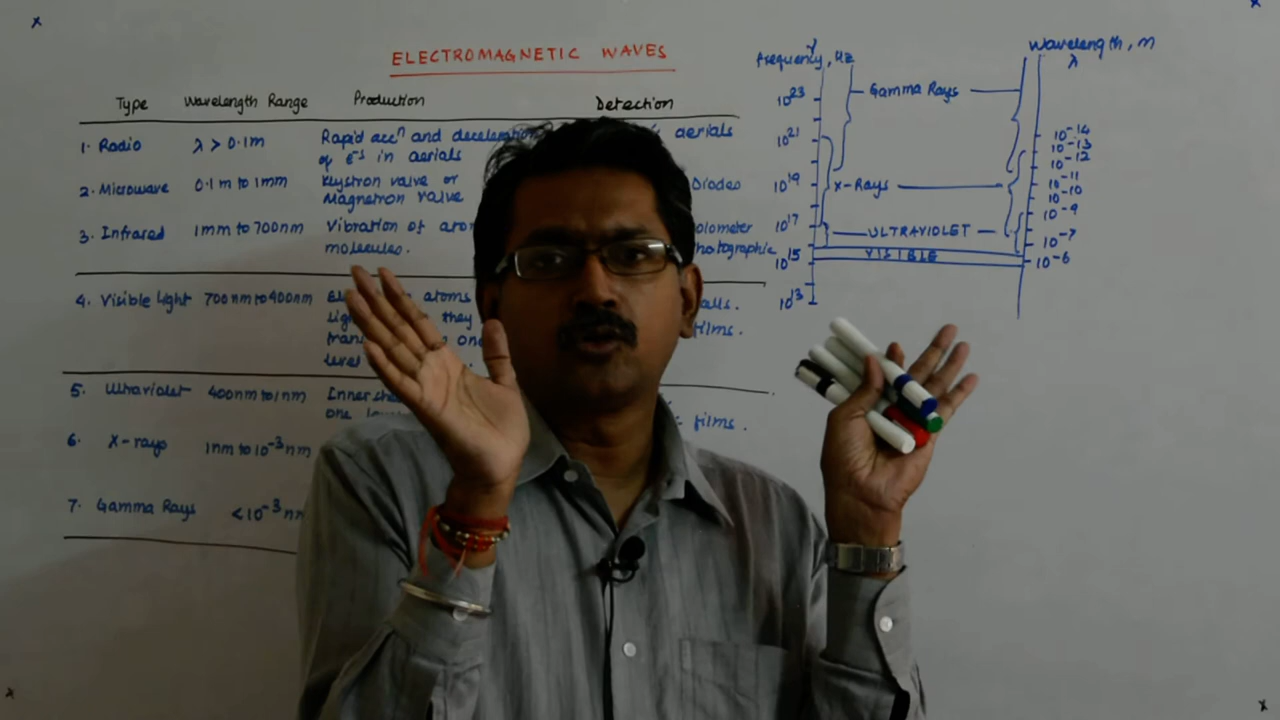 ELECTROMAGNETIC WAVES
Type Wavelength Range Production Detection
1. Radio λ > 0.1m Rapid accⁿ and deceleration aerials
of e⁻s in aerials
2. Microwave 0.1 m to 1mm Klystron valve or Diodes
Magnetron valve
3. Infrared 1mm to 700nm Vibration of
molecules.
4. Visible Light 700nm to 400nm atoms
they films.
level
5. Ultraviolet 400nm to 1nm Inner
one films.
6. X-rays 1nm to 10⁻³nm
7. Gamma Rays <10⁻³
Frequency, Hz
ν
10²³
10²¹
10¹⁹
10¹⁷
10¹⁵
10¹³
Gamma Rays
X-Rays
ULTRAVIOLET
VISIBLE
Wavelength, m
λ
10⁻¹⁴
10⁻¹³
10⁻¹²
10⁻¹¹
10⁻¹⁰
10⁻⁹
10⁻⁷
10⁻⁶